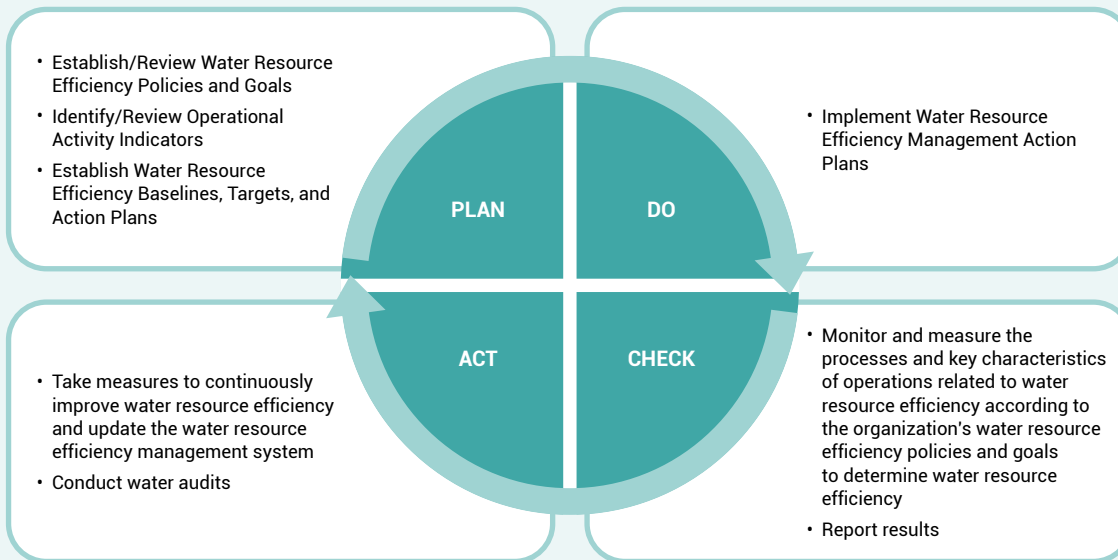 • Establish/Review Water Resource
Efficiency Policies and Goals
• Identify/Review Operational
Activity Indicators
• Establish Water Resource
Efficiency Baselines, Targets, and
Action Plans
PLAN
DO
• Implement Water Resource
Efficiency Management Action
Plans
ACT
CHECK
• Take measures to continuously
improve water resource efficiency
and update the water resource
efficiency management system
• Conduct water audits
• Monitor and measure the
processes and key characteristics
of operations related to water
resource efficiency according to
the organization's water resource
efficiency policies and goals
to determine water resource
efficiency
• Report results